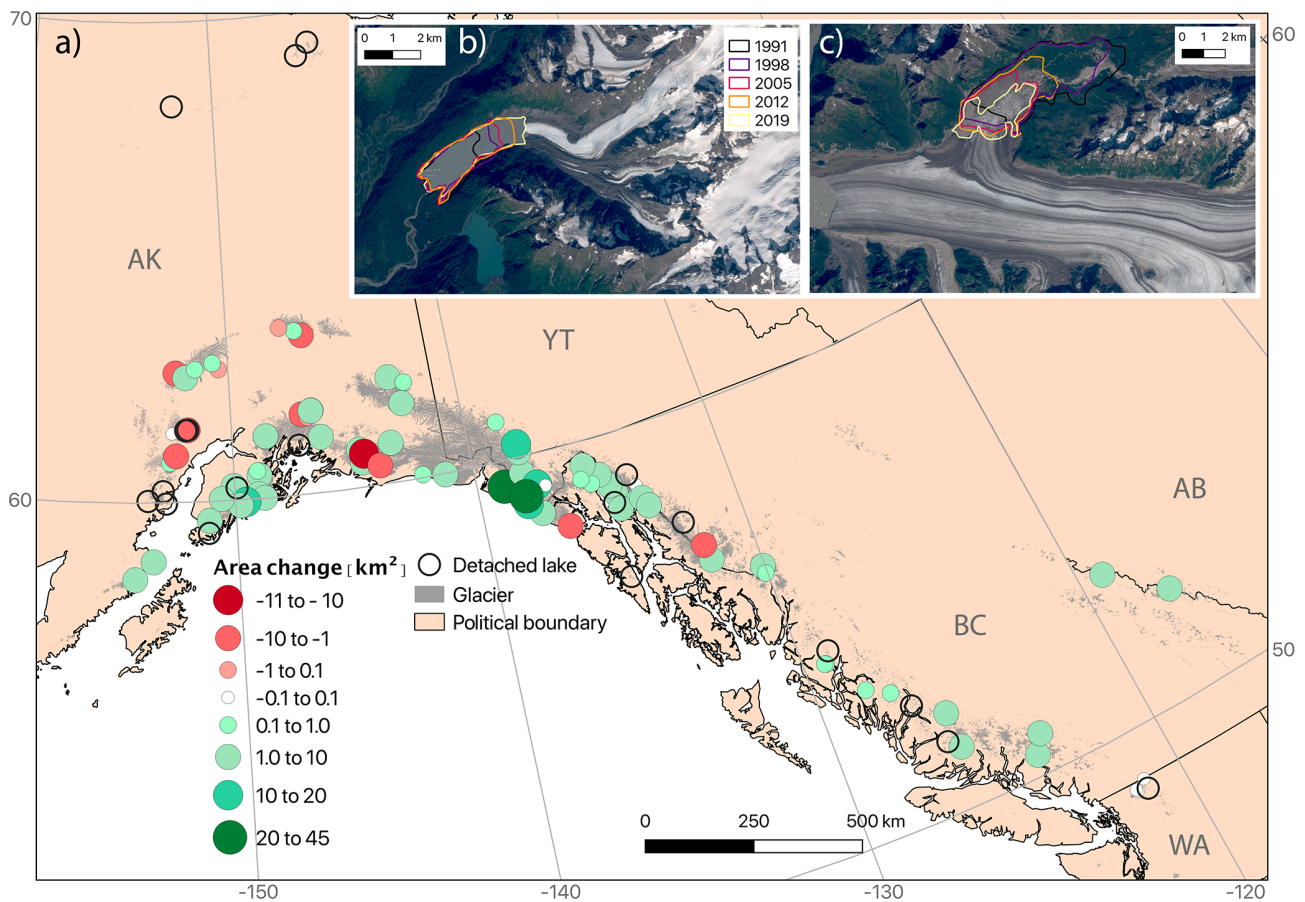 70
60
a)
0 1 2 km
b)
1991
1998
2005
2012
2019
c)
0 1 2 km
AK
YT
60
AB
Area change [ km² ]
-11 to - 10
-10 to -1
-1 to 0.1
-0.1 to 0.1
0.1 to 1.0
1.0 to 10
10 to 20
20 to 45
Detached lake
Glacier
Political boundary
BC
50
0 250 500 km
WA
-150
-140
-130
-120